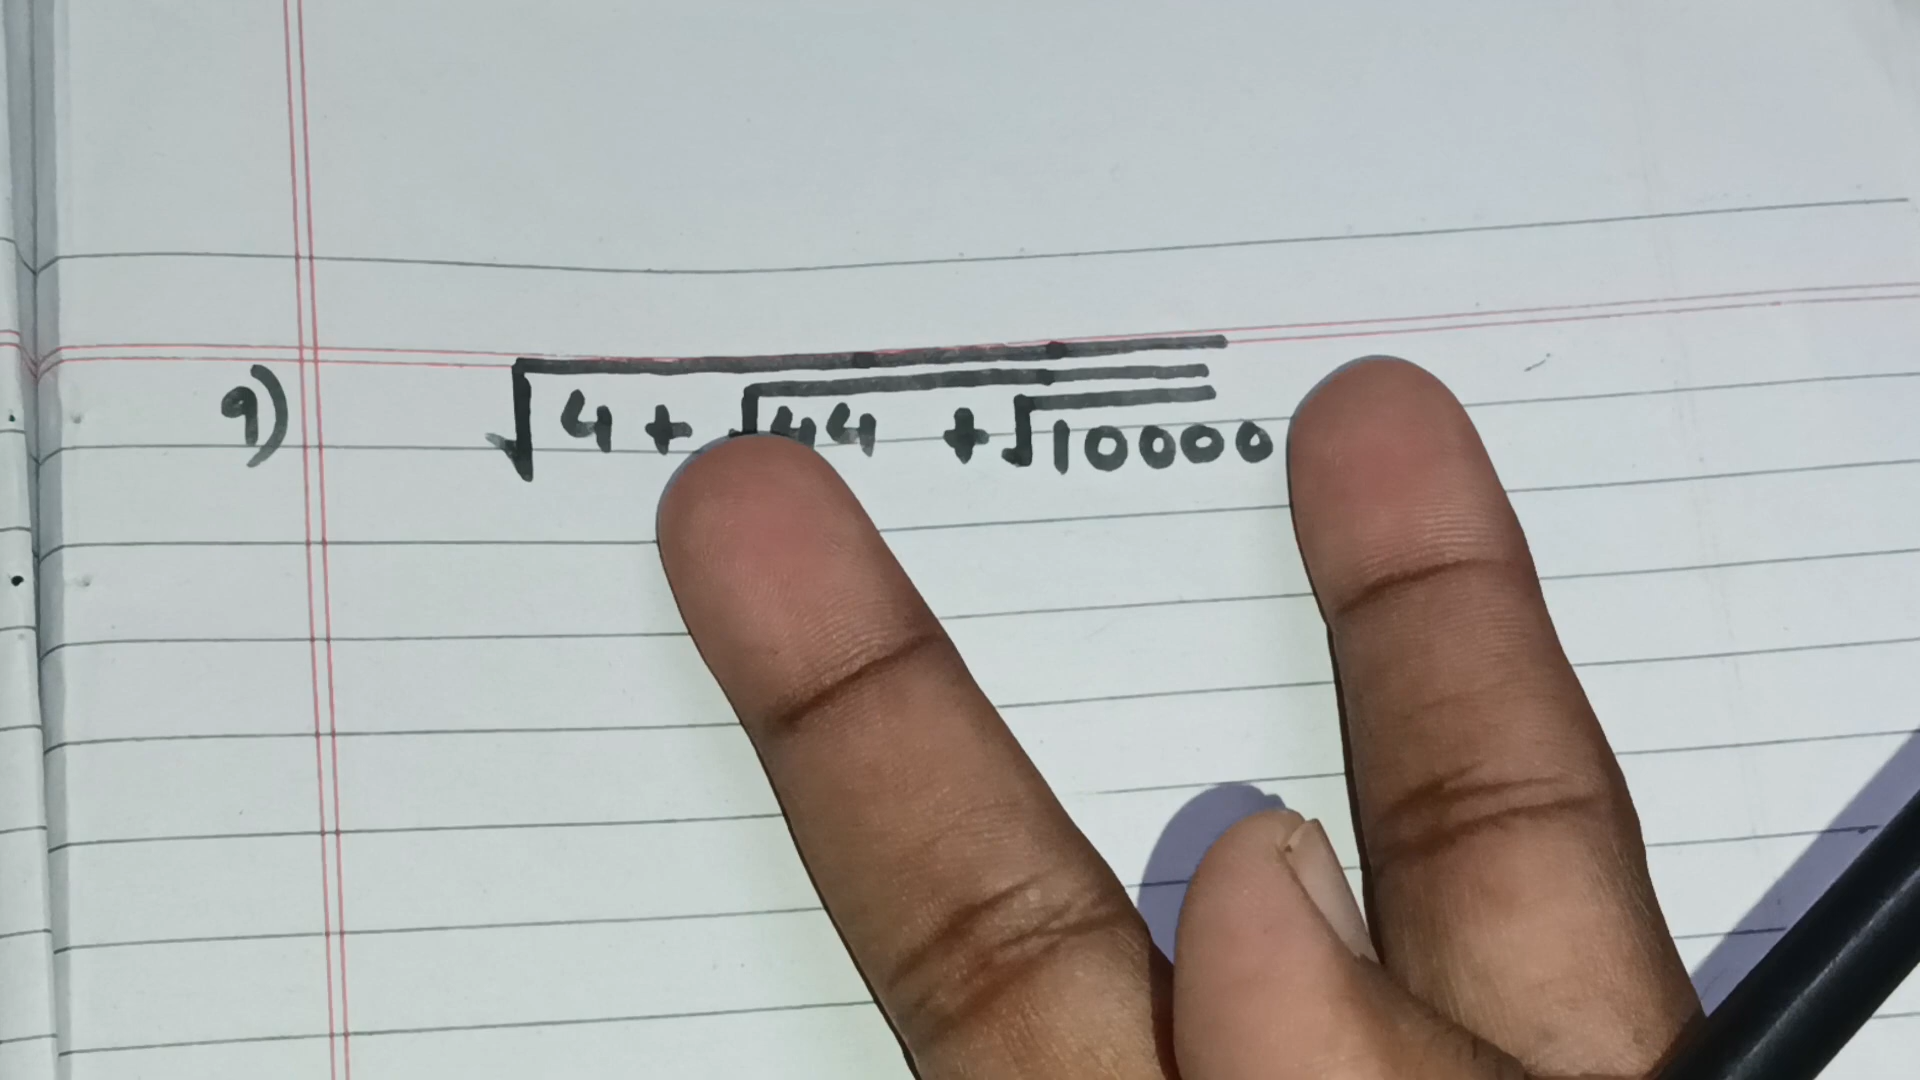 9) √4 + √44 + √10000